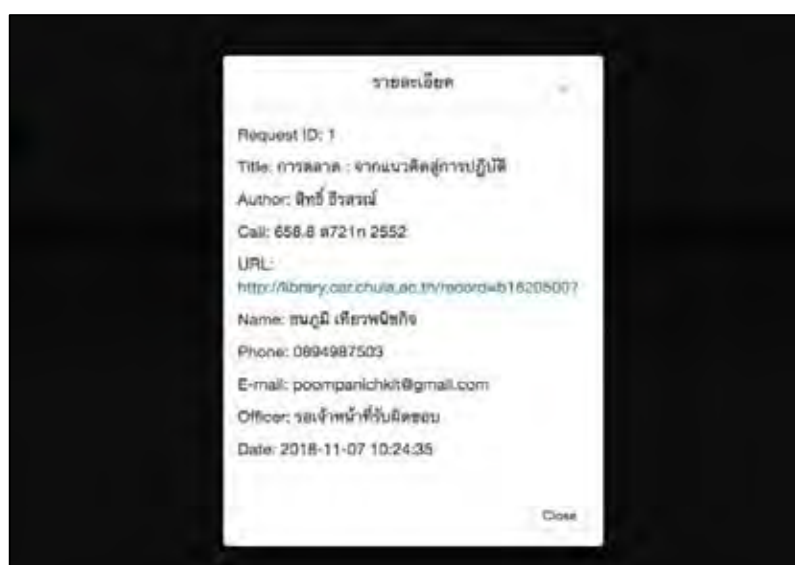 รายละเอียด
Request ID: 1
Title: การตลาด : จากแนวคิดสู่การปฏิบัติ
Author: สิทธิ์ ธีรสรณ์
Call: 658.8 ส721ก 2552
URL:
http://library.car.chula.ac.th/record=b1820500?
Name: ธนภูมิ เทียวพนิชกิจ
Phone: 0894987503
E-mail: poompanichkit@gmail.com
Officer: รอเจ้าหน้าที่รับผิดชอบ
Date: 2018-11-07 10:24:35
Close